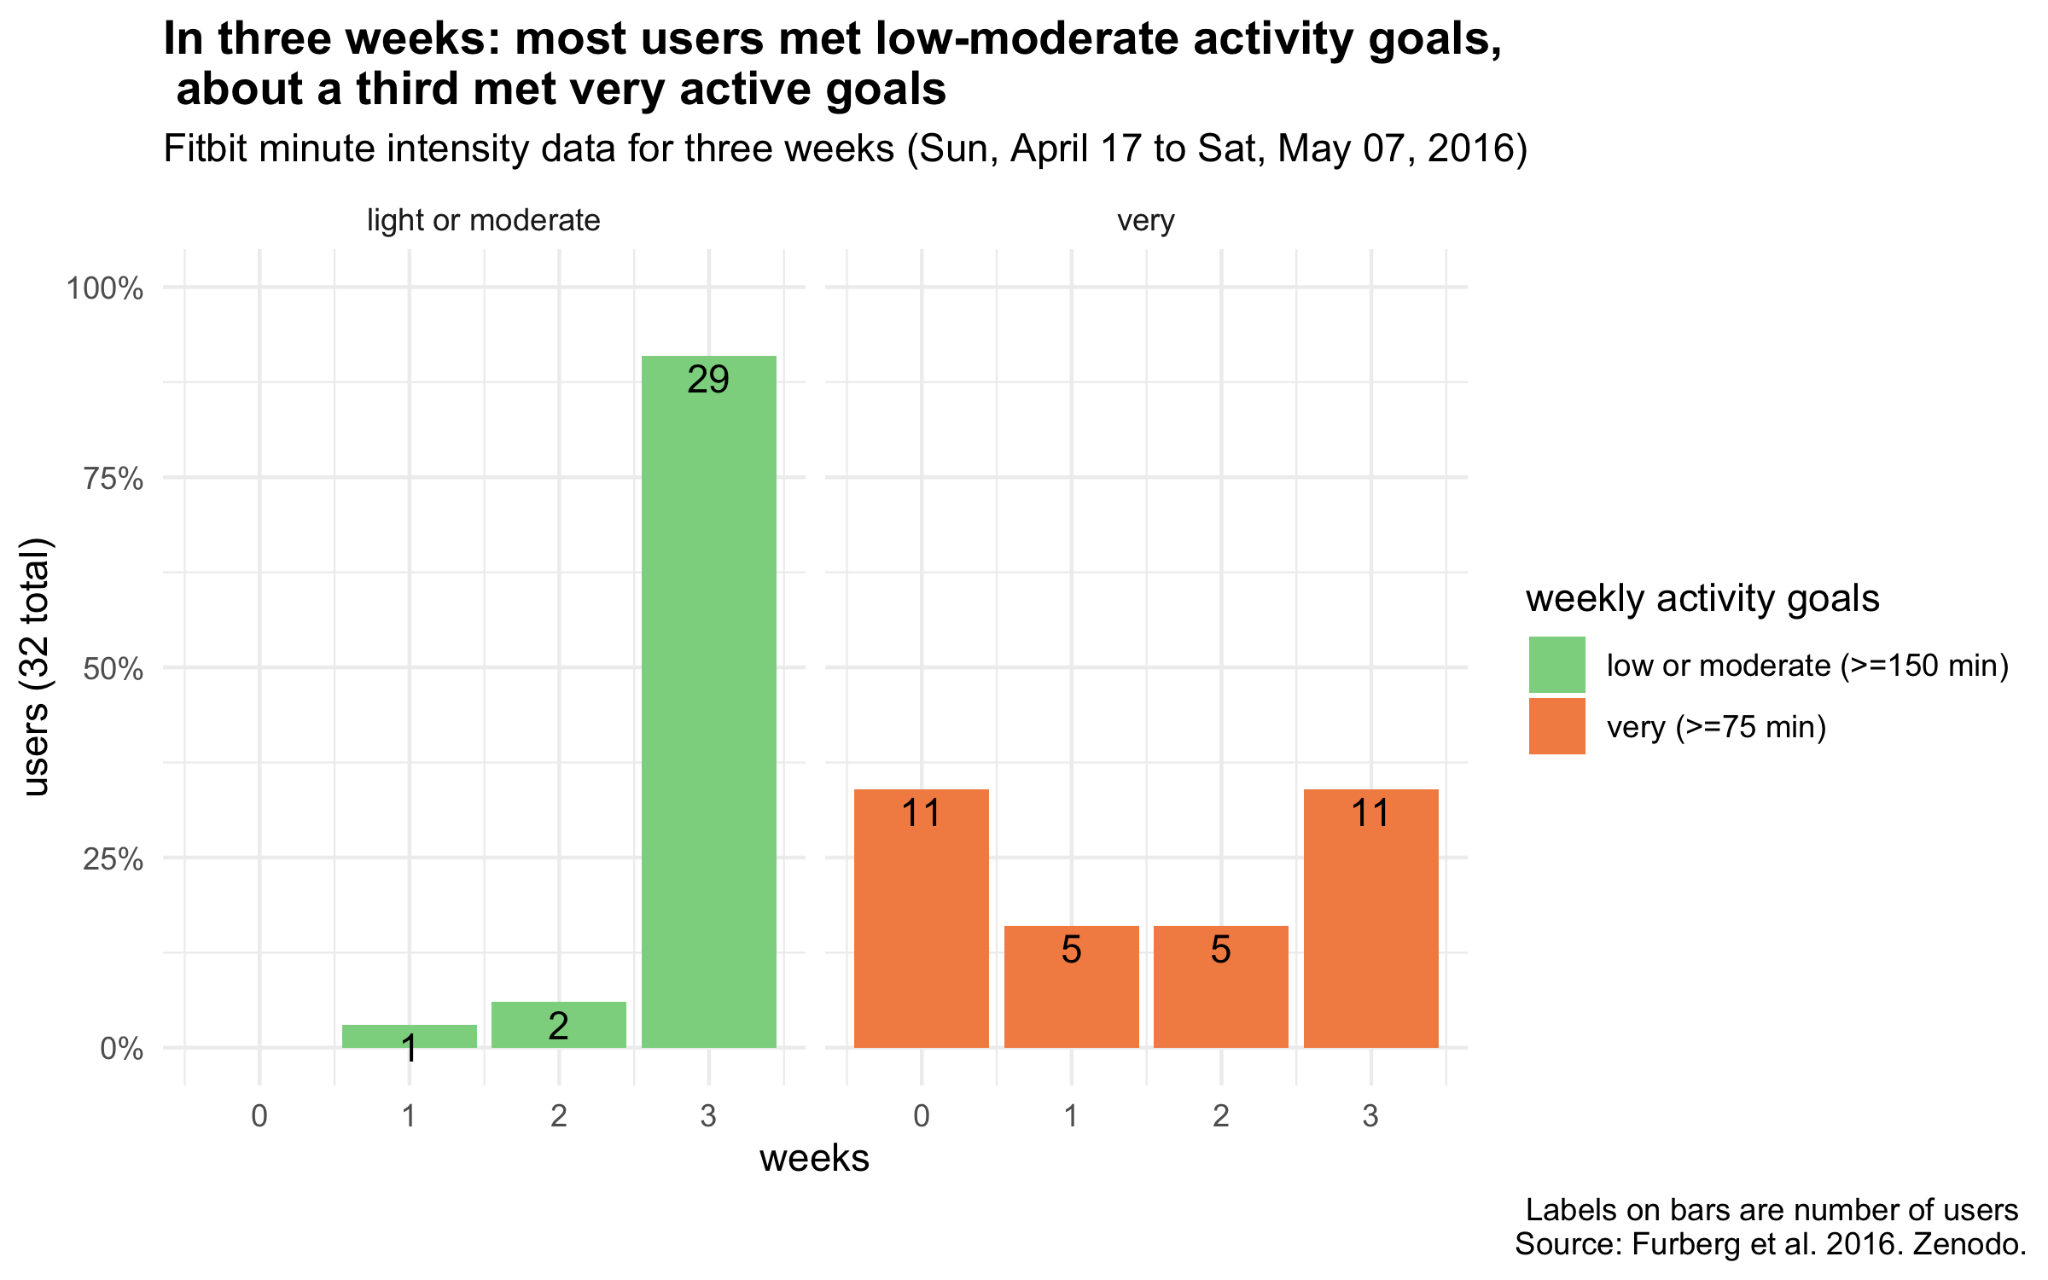 In three weeks: most users met low-moderate activity goals,
about a third met very active goals
Fitbit minute intensity data for three weeks (Sun, April 17 to Sat, May 07, 2016)
light or moderate
very
100%
75%
50%
25%
0%
users (32 total)
1
2
29
11
5
5
11
0
1
2
3
0
1
2
3
weeks
weekly activity goals
low or moderate (>=150 min)
very (>=75 min)
Labels on bars are number of users
Source: Furberg et al. 2016. Zenodo.